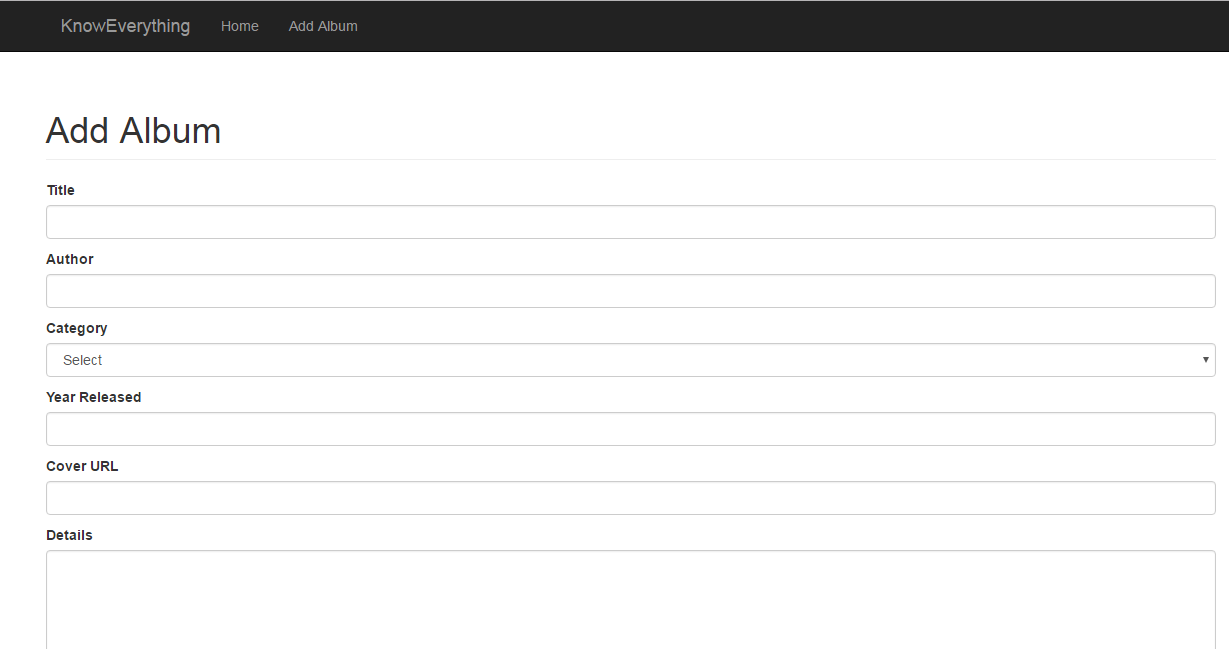 KnowEverything Home Add Album
Add Album
Title
Author
Category
Select
Year Released
Cover URL
Details